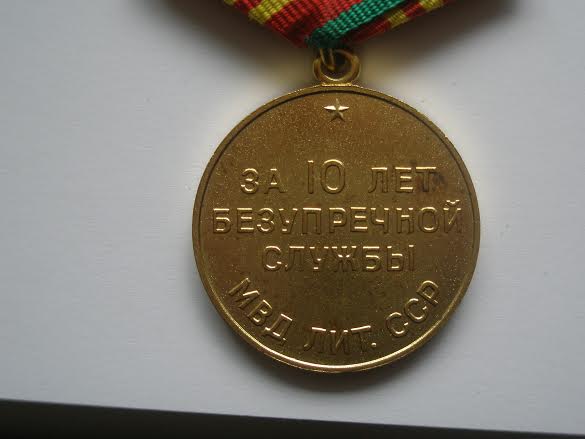 ЗА 10 ЛЕТ
БЕЗУПРЕЧНОЙ
СЛУЖБЫ
МВД ЛИТ. ССР